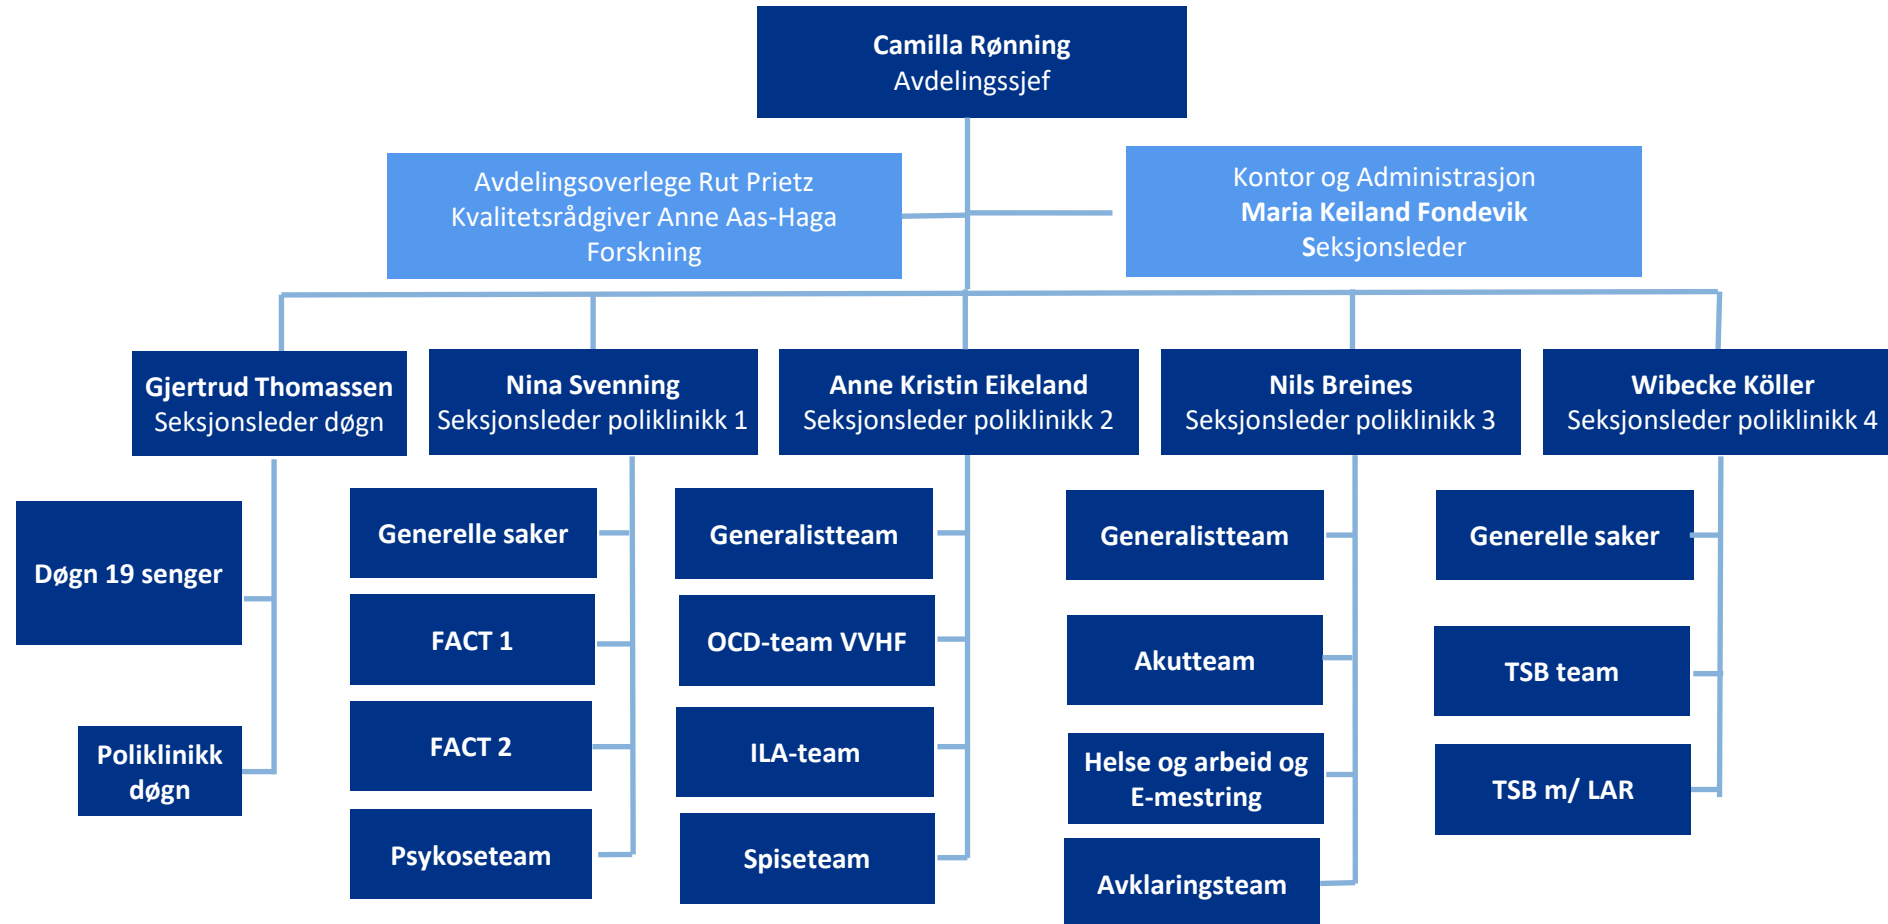 Camilla Rønning
Avdelingssjef
Avdelingsoverlege Rut Prietz
Kvalitetsrådgiver Anne Aas-Haga
Forskning
Kontor og Administrasjon
Maria Keiland Fondevik
Seksjonsleder
Gjertrud Thomassen
Seksjonsleder døgn
Nina Svenning
Seksjonsleder poliklinikk 1
Anne Kristin Eikeland
Seksjonsleder poliklinikk 2
Nils Breines
Seksjonsleder poliklinikk 3
Wibecke Köller
Seksjonsleder poliklinikk 4
Døgn 19 senger
Poliklinikk
døgn
Generelle saker
FACT 1
FACT 2
Psykoseteam
Generalistteam
OCD-team VVHF
ILA-team
Spiseteam
Generalistteam
Akutteam
Helse og arbeid og
E-mestring
Avklaringsteam
Generelle saker
TSB team
TSB m/ LAR